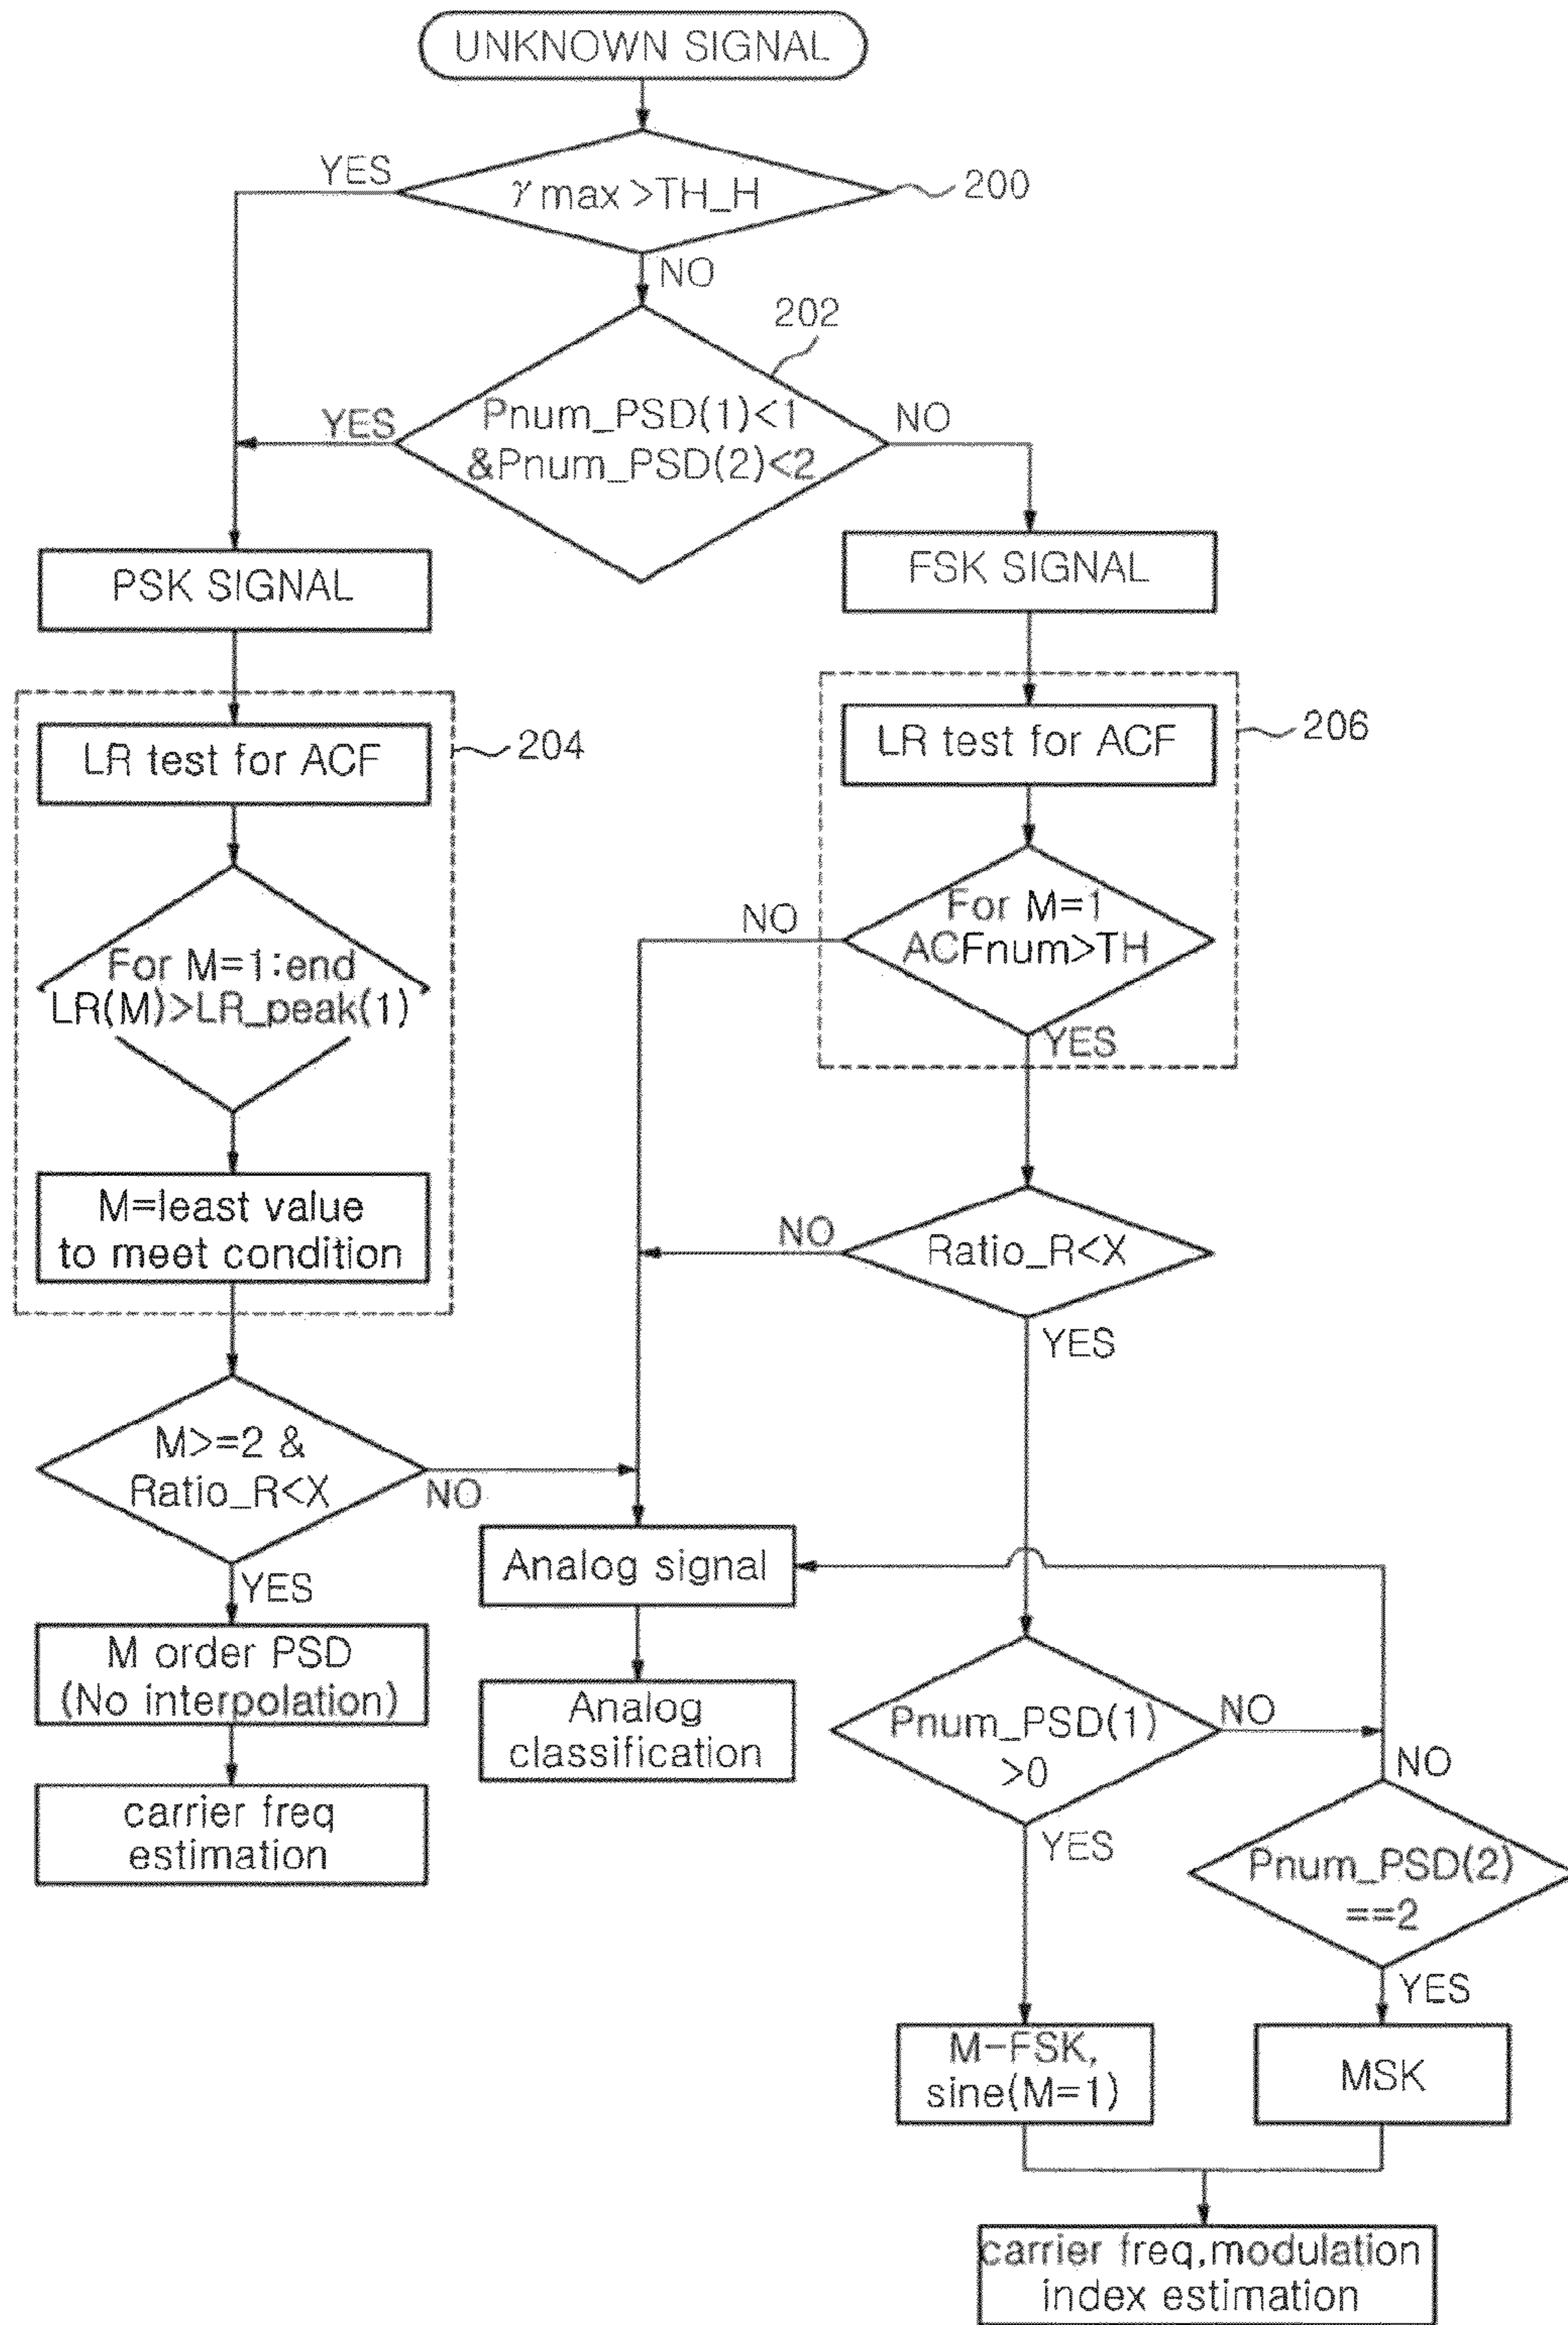 UNKNOWN SIGNAL
YES
γ max >TH_H
200
NO
202
YES
Pnum_PSD(1)<1
&Pnum_PSD(2)<2
NO
PSK SIGNAL
FSK SIGNAL
LR test for ACF
204
LR test for ACF
206
For M=1:end
LR(M)>LR_peak(1)
NO
For M=1
ACFnum>TH
YES
M=least value
to meet condition
NO
Ratio_R<X
YES
M>=2 &
Ratio_R<X
NO
YES
Analog signal
M order PSD
(No interpolation)
Analog
classification
Pnum_PSD(1)
>0
NO
YES
carrier freq
estimation
NO
Pnum_PSD(2)
==2
YES
M-FSK,
sine(M=1)
MSK
carrier freq,modulation
index estimation